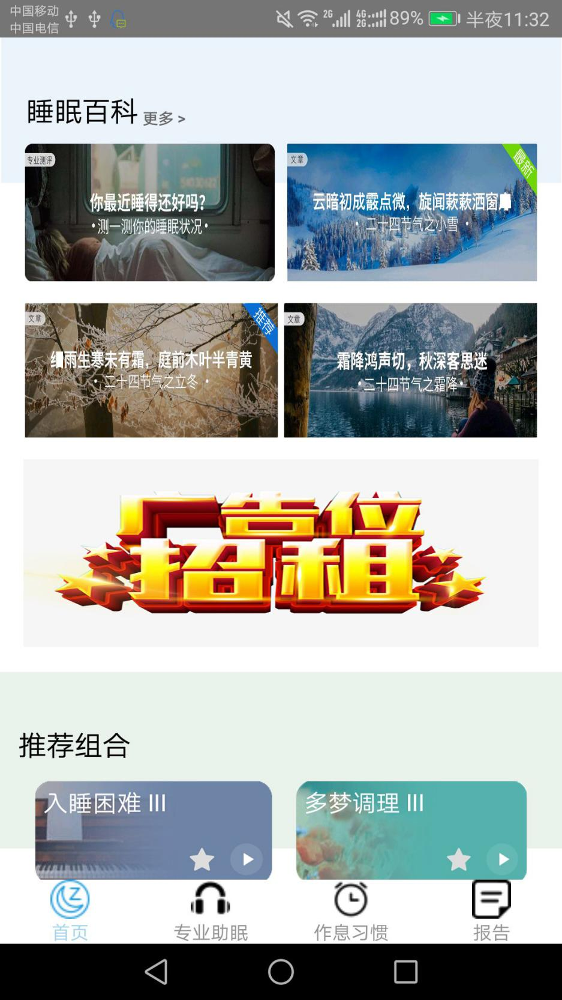 中国移动
中国电信
2G 4G 2G 89% 半夜11:32
睡眠百科 更多 >
专业测评
你最近睡得还好吗?
•测一测你的睡眠状况•
文章
最新
云暗初成霰点微，旋闻蔌蔌洒窗
• 二十四节气之小雪 •
文章
推荐
细雨生寒未有霜，庭前木叶半青黄
• 二十四节气之立冬 •
文章
霜降鸿声切，秋深客思迷
•二十四节气之霜降•
广告位
招租
推荐组合
入睡困难 III
多梦调理 III
首页
专业助眠
作息习惯
报告